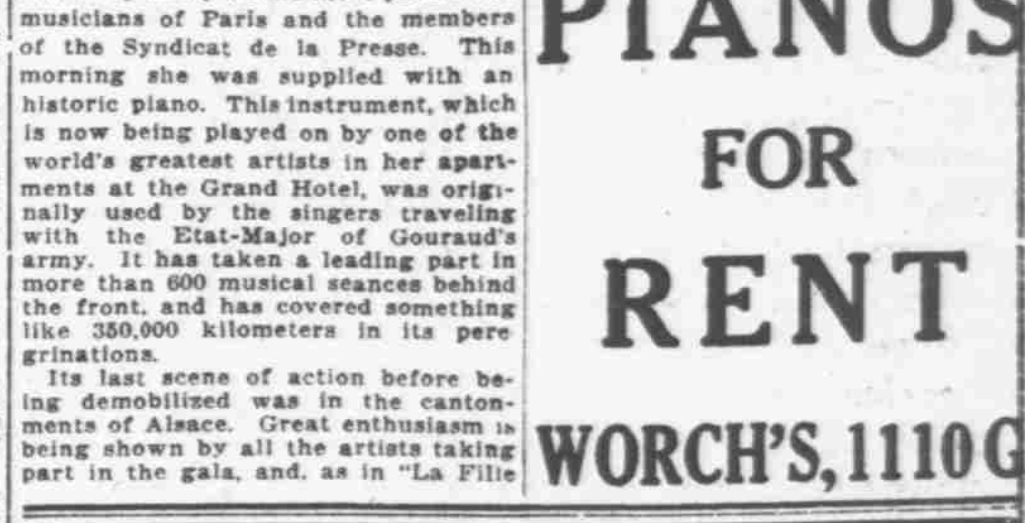 musicians of Paris and the members
of the Syndicat de la Presse. This
morning she was supplied with an
historic piano. This instrument, which
is now being played on by one of the
world's greatest artists in her apart-
ments at the Grand Hotel, was origi-
nally used by the singers traveling
with the Etat-Major of Gouraud's
army. It has taken a leading part in
more than 600 musical seances behind
the front, and has covered something
like 350,000 kilometers in its pere
grinations.
Its last scene of action before be-
ing demobilized was in the canton-
ments of Alsace. Great enthusiasm is
being shown by all the artists taking
part in the gala, and, as in "La Fille
PIANOS
FOR
RENT
WORCH'S, 1110 G